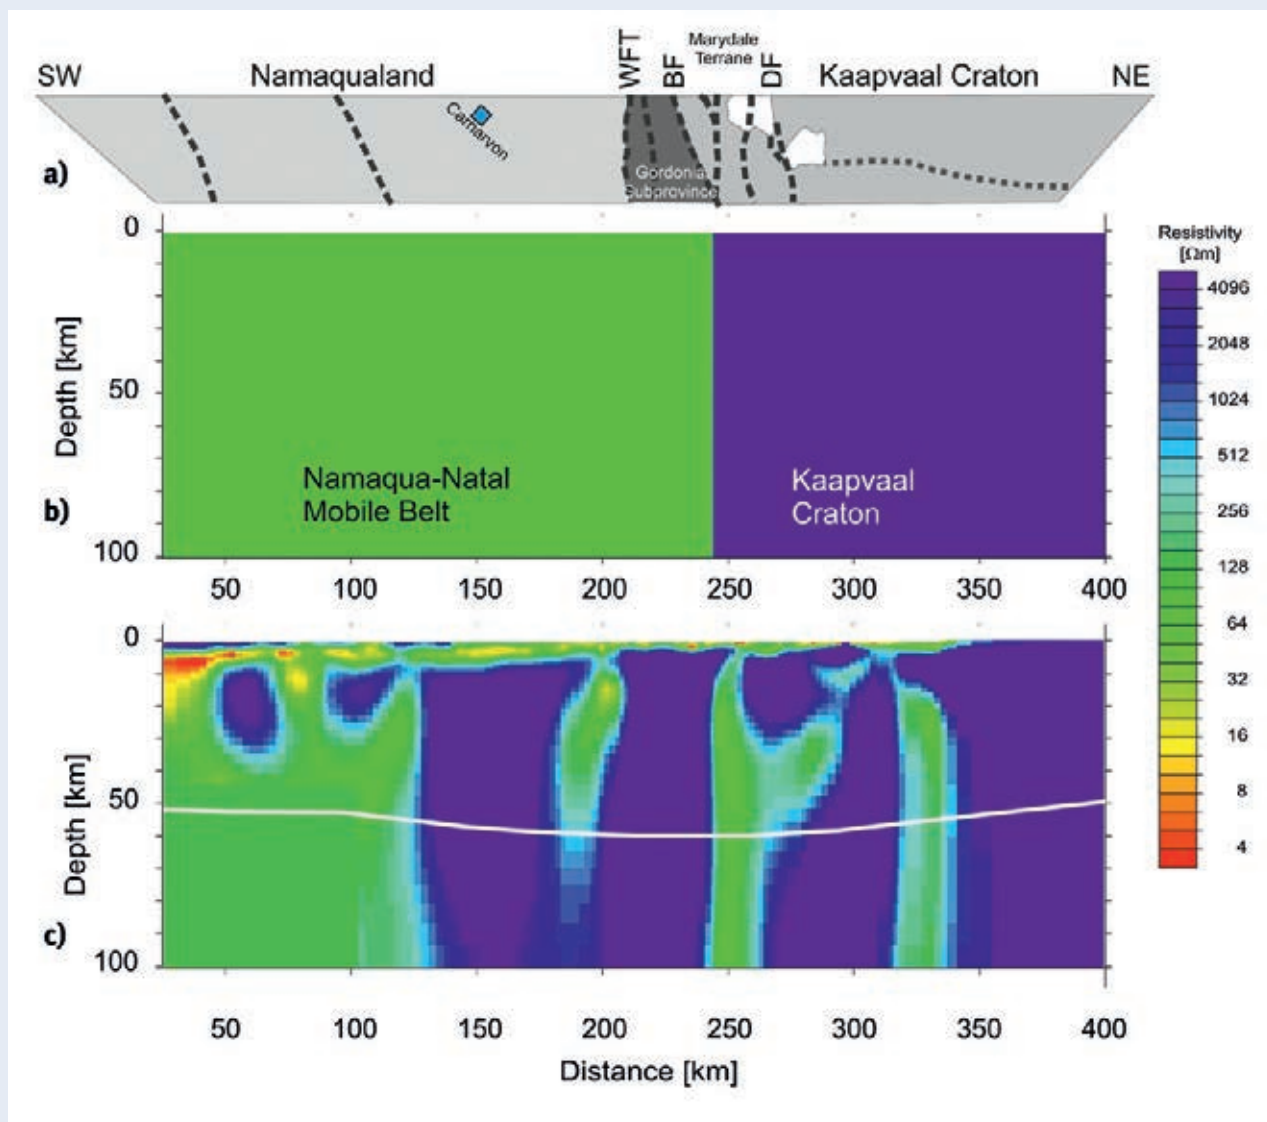 Marydale
Terrane
SW
Namaqualand
WFT
BF
DF
Kaapvaal Craton
NE
Carnarvon
a)
Gordonia
Subprovince
0
50
100
Depth [km]
Namaqua-Natal
Mobile Belt
Kaapvaal
Craton
b)
50
100
150
200
250
300
350
400
Resistivity
[Ωm]
4096
2048
1024
512
256
128
64
32
16
8
4
0
50
100
Depth [km]
c)
50
100
150
200
250
300
350
400
Distance [km]